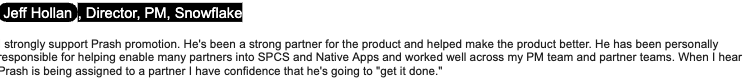 Jeff Hollan, Director, PM, Snowflake
strongly support Prash promotion. He's been a strong partner for the product and helped make the product better. He has been personally
responsible for helping enable many partners into SPCS and Native Apps and worked well across my PM team and partner teams. When I hear
Prash is being assigned to a partner I have confidence that he's going to "get it done."